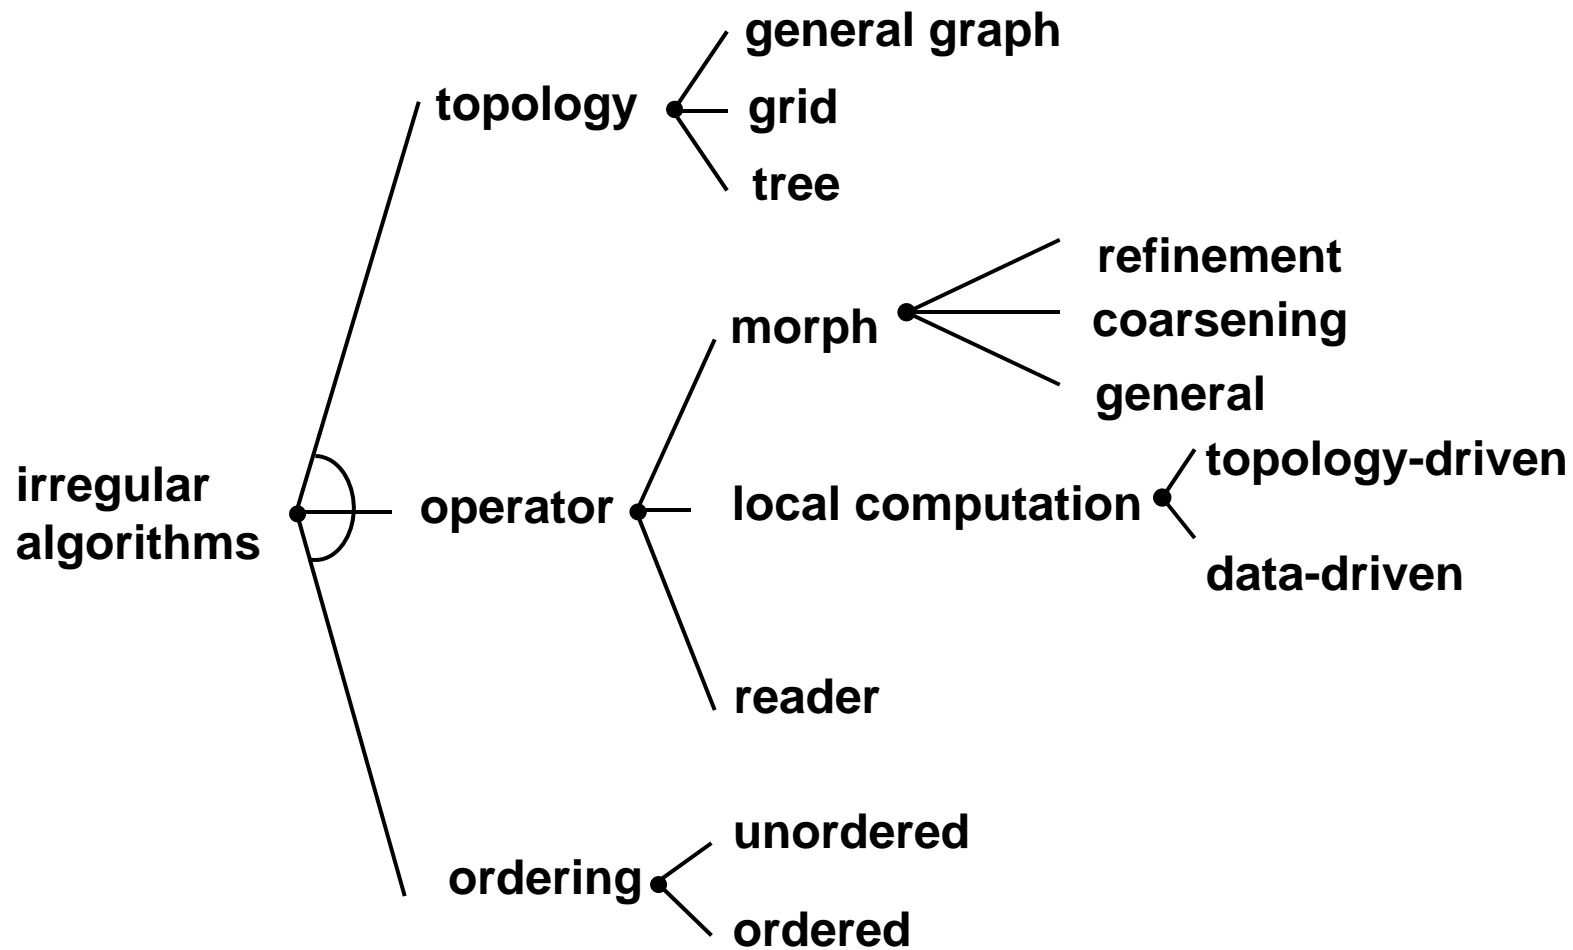 general graph
topology
grid
tree
refinement
morph
coarsening
general
topology-driven
irregular
algorithms
operator
local computation
data-driven
reader
unordered
ordering
ordered